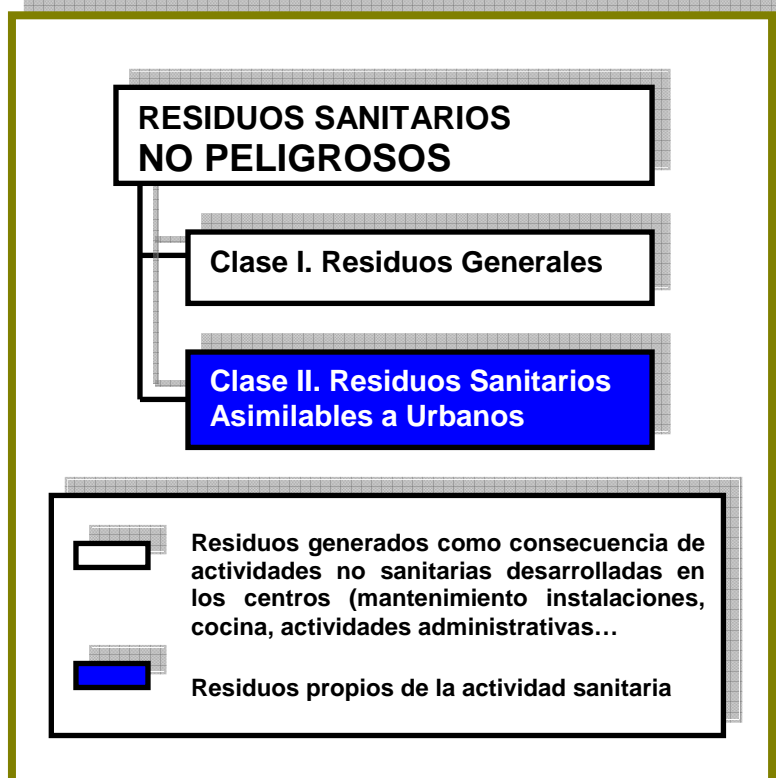 RESIDUOS SANITARIOS
NO PELIGROSOS
Clase I. Residuos Generales
Clase II. Residuos Sanitarios
Asimilables a Urbanos
Residuos generados como consecuencia de
actividades no sanitarias desarrolladas en
los centros (mantenimiento instalaciones,
cocina, actividades administrativas…
Residuos propios de la actividad sanitaria